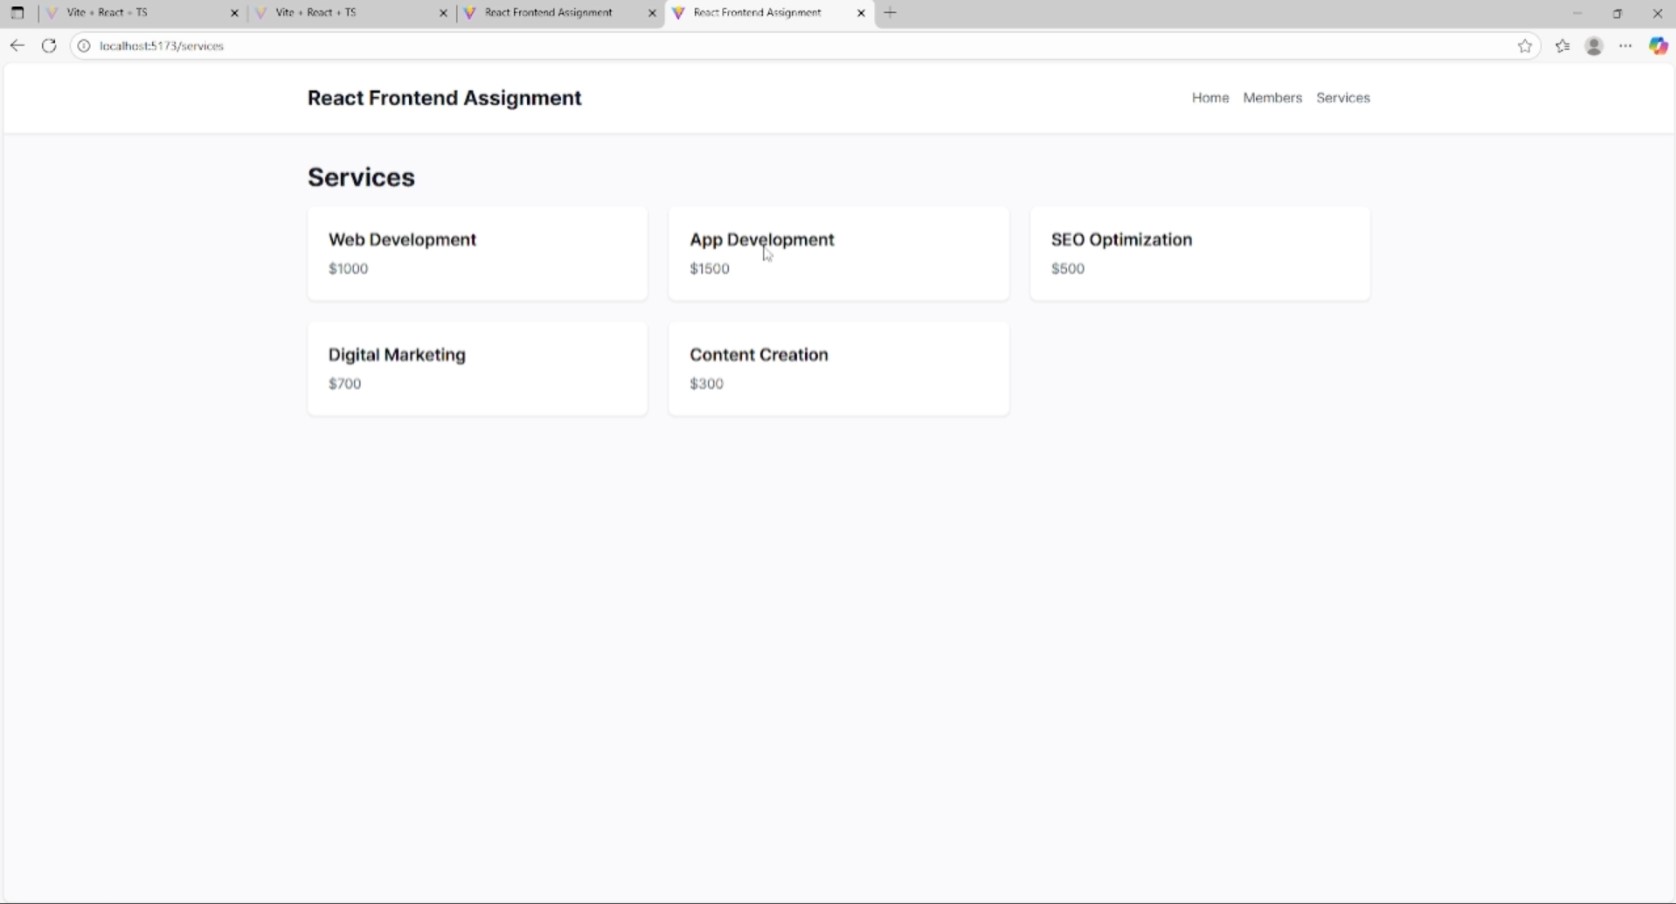 Vite + React + TS
Vite + React + TS
React Frontend Assignment
React Frontend Assignment
localhost:5173/services
React Frontend Assignment
Home Members Services
Services
Web Development
$1000
App Development
$1500
SEO Optimization
$500
Digital Marketing
$700
Content Creation
$300